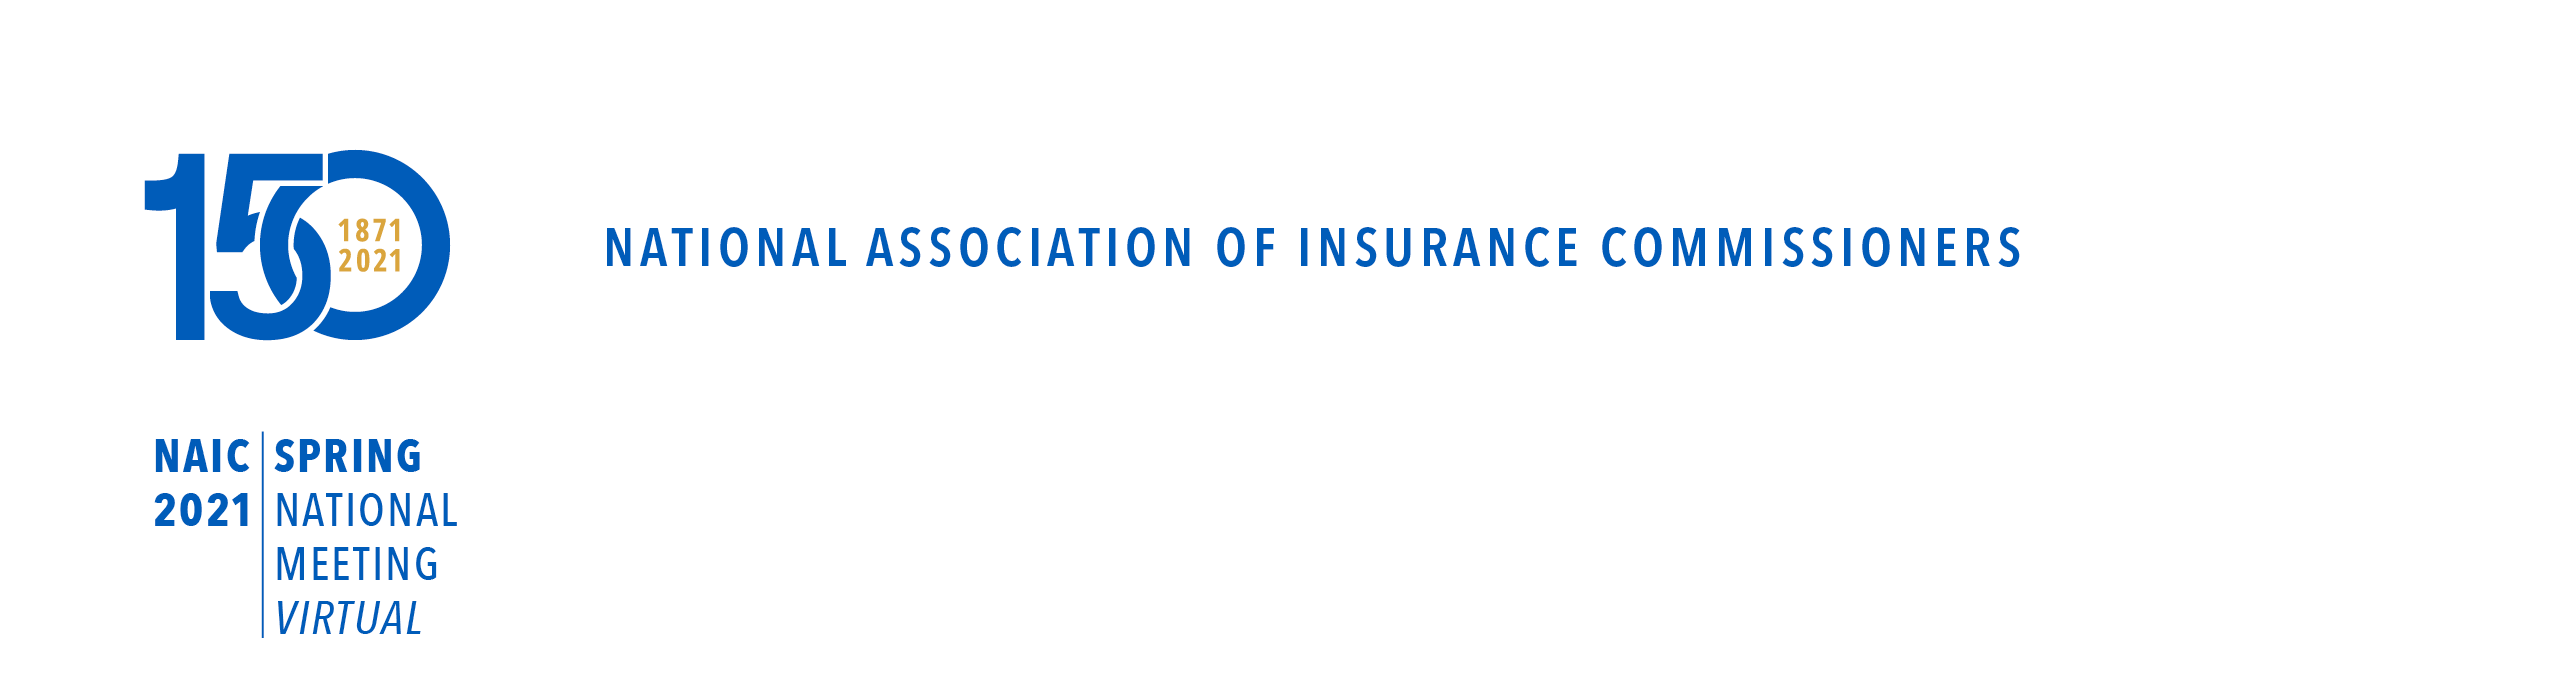 150
1871
2021
NATIONAL ASSOCIATION OF INSURANCE COMMISSIONERS
NAIC SPRING
2021 NATIONAL
MEETING
VIRTUAL